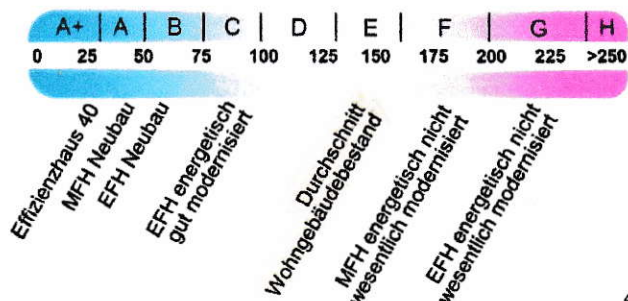 A+ A B C D E F G H
0 25 50 75 100 125 150 175 200 225 >250
Effizienzhaus 40
MFH Neubau
EFH Neubau
EFH energetisch
gut modernisiert
Durchschnitt
Wohngebäudebestand
MFH energetisch nicht
wesentlich modernisiert
EFH energetisch nicht
wesentlich modernisiert